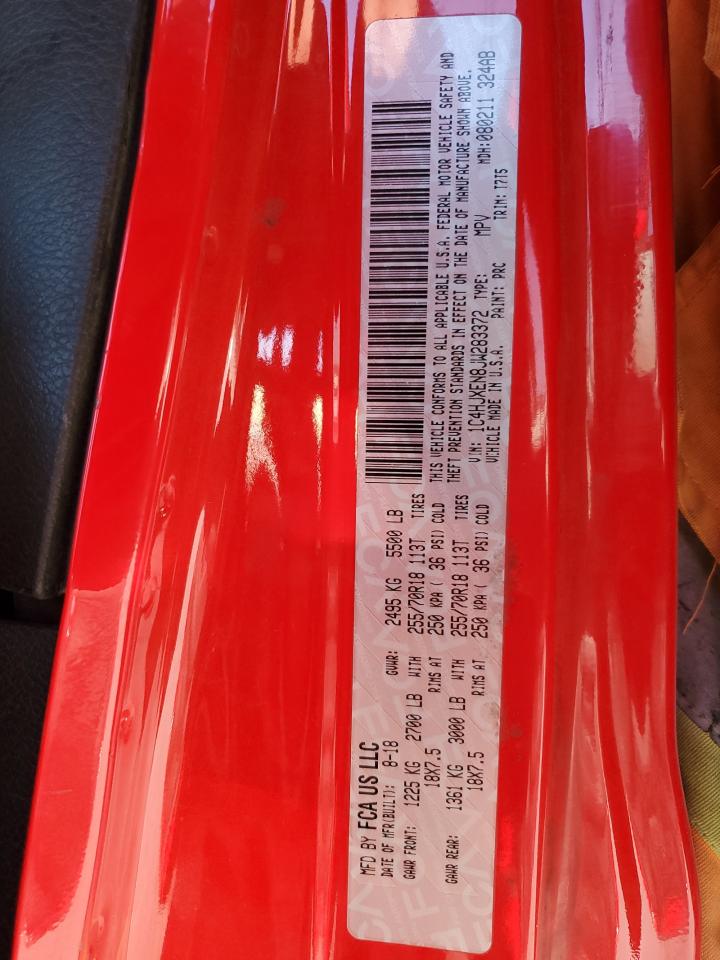 MFD BY FCA US LLC
DATE OF MFR(BUILT): 8-18 GVWR: 2495 KG 5500 LB
GAWR FRONT: 1225 KG 2700 LB WITH 255/70R18 113T TIRES
18X7.5 RIMS AT 250 KPA ( 36 PSI) COLD
GAWR REAR: 1361 KG 3000 LB WITH 255/70R18 113T TIRES
18X7.5 RIMS AT 250 KPA ( 36 PSI) COLD
THIS VEHICLE CONFORMS TO ALL APPLICABLE U.S.A. FEDERAL MOTOR VEHICLE SAFETY AND
THEFT PREVENTION STANDARDS IN EFFECT ON THE DATE OF MANUFACTURE SHOWN ABOVE.
VIN: 1C4HJXEN8JW283372 TYPE: MPV MDH:080211 324AB
VEHICLE MADE IN U.S.A. PAINT: PRC TRIM: T7T5